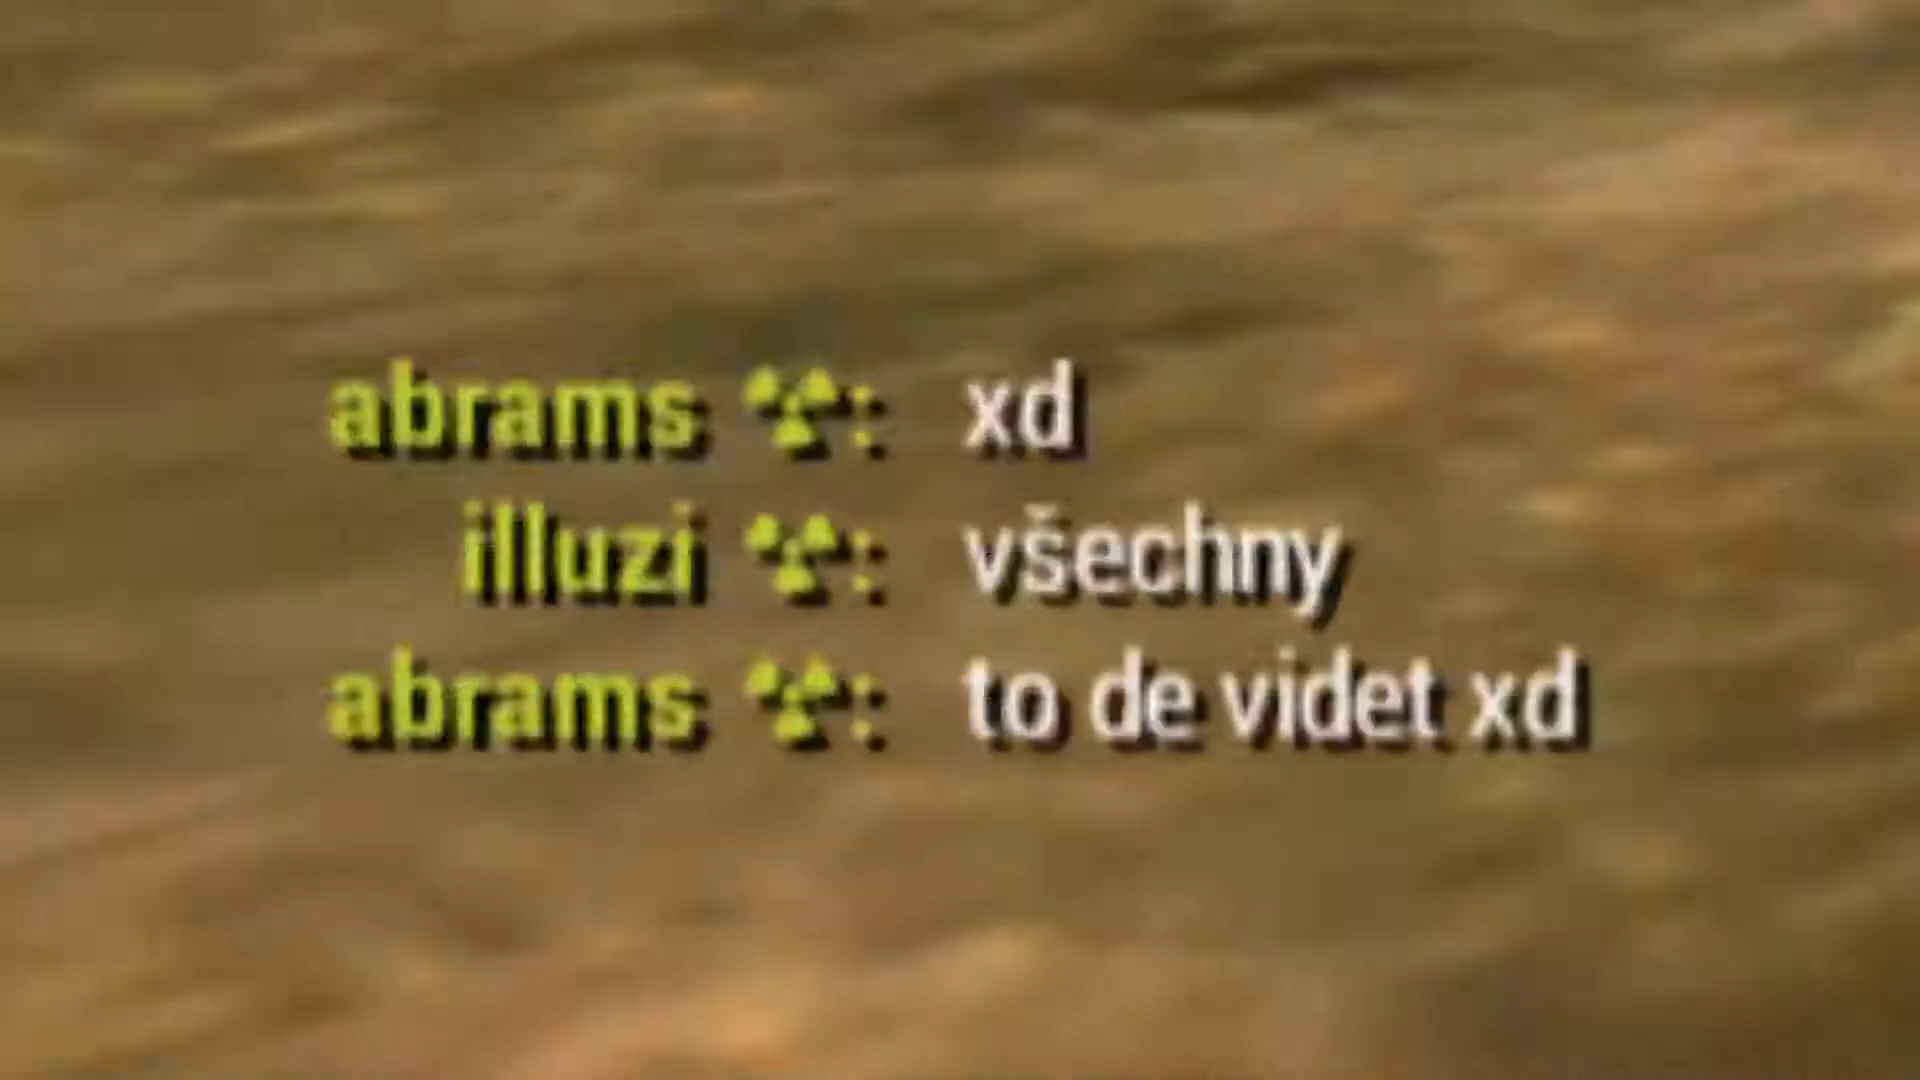 abrams ☢: xd
illuzi ☢: všechny
abrams ☢: to de videt xd